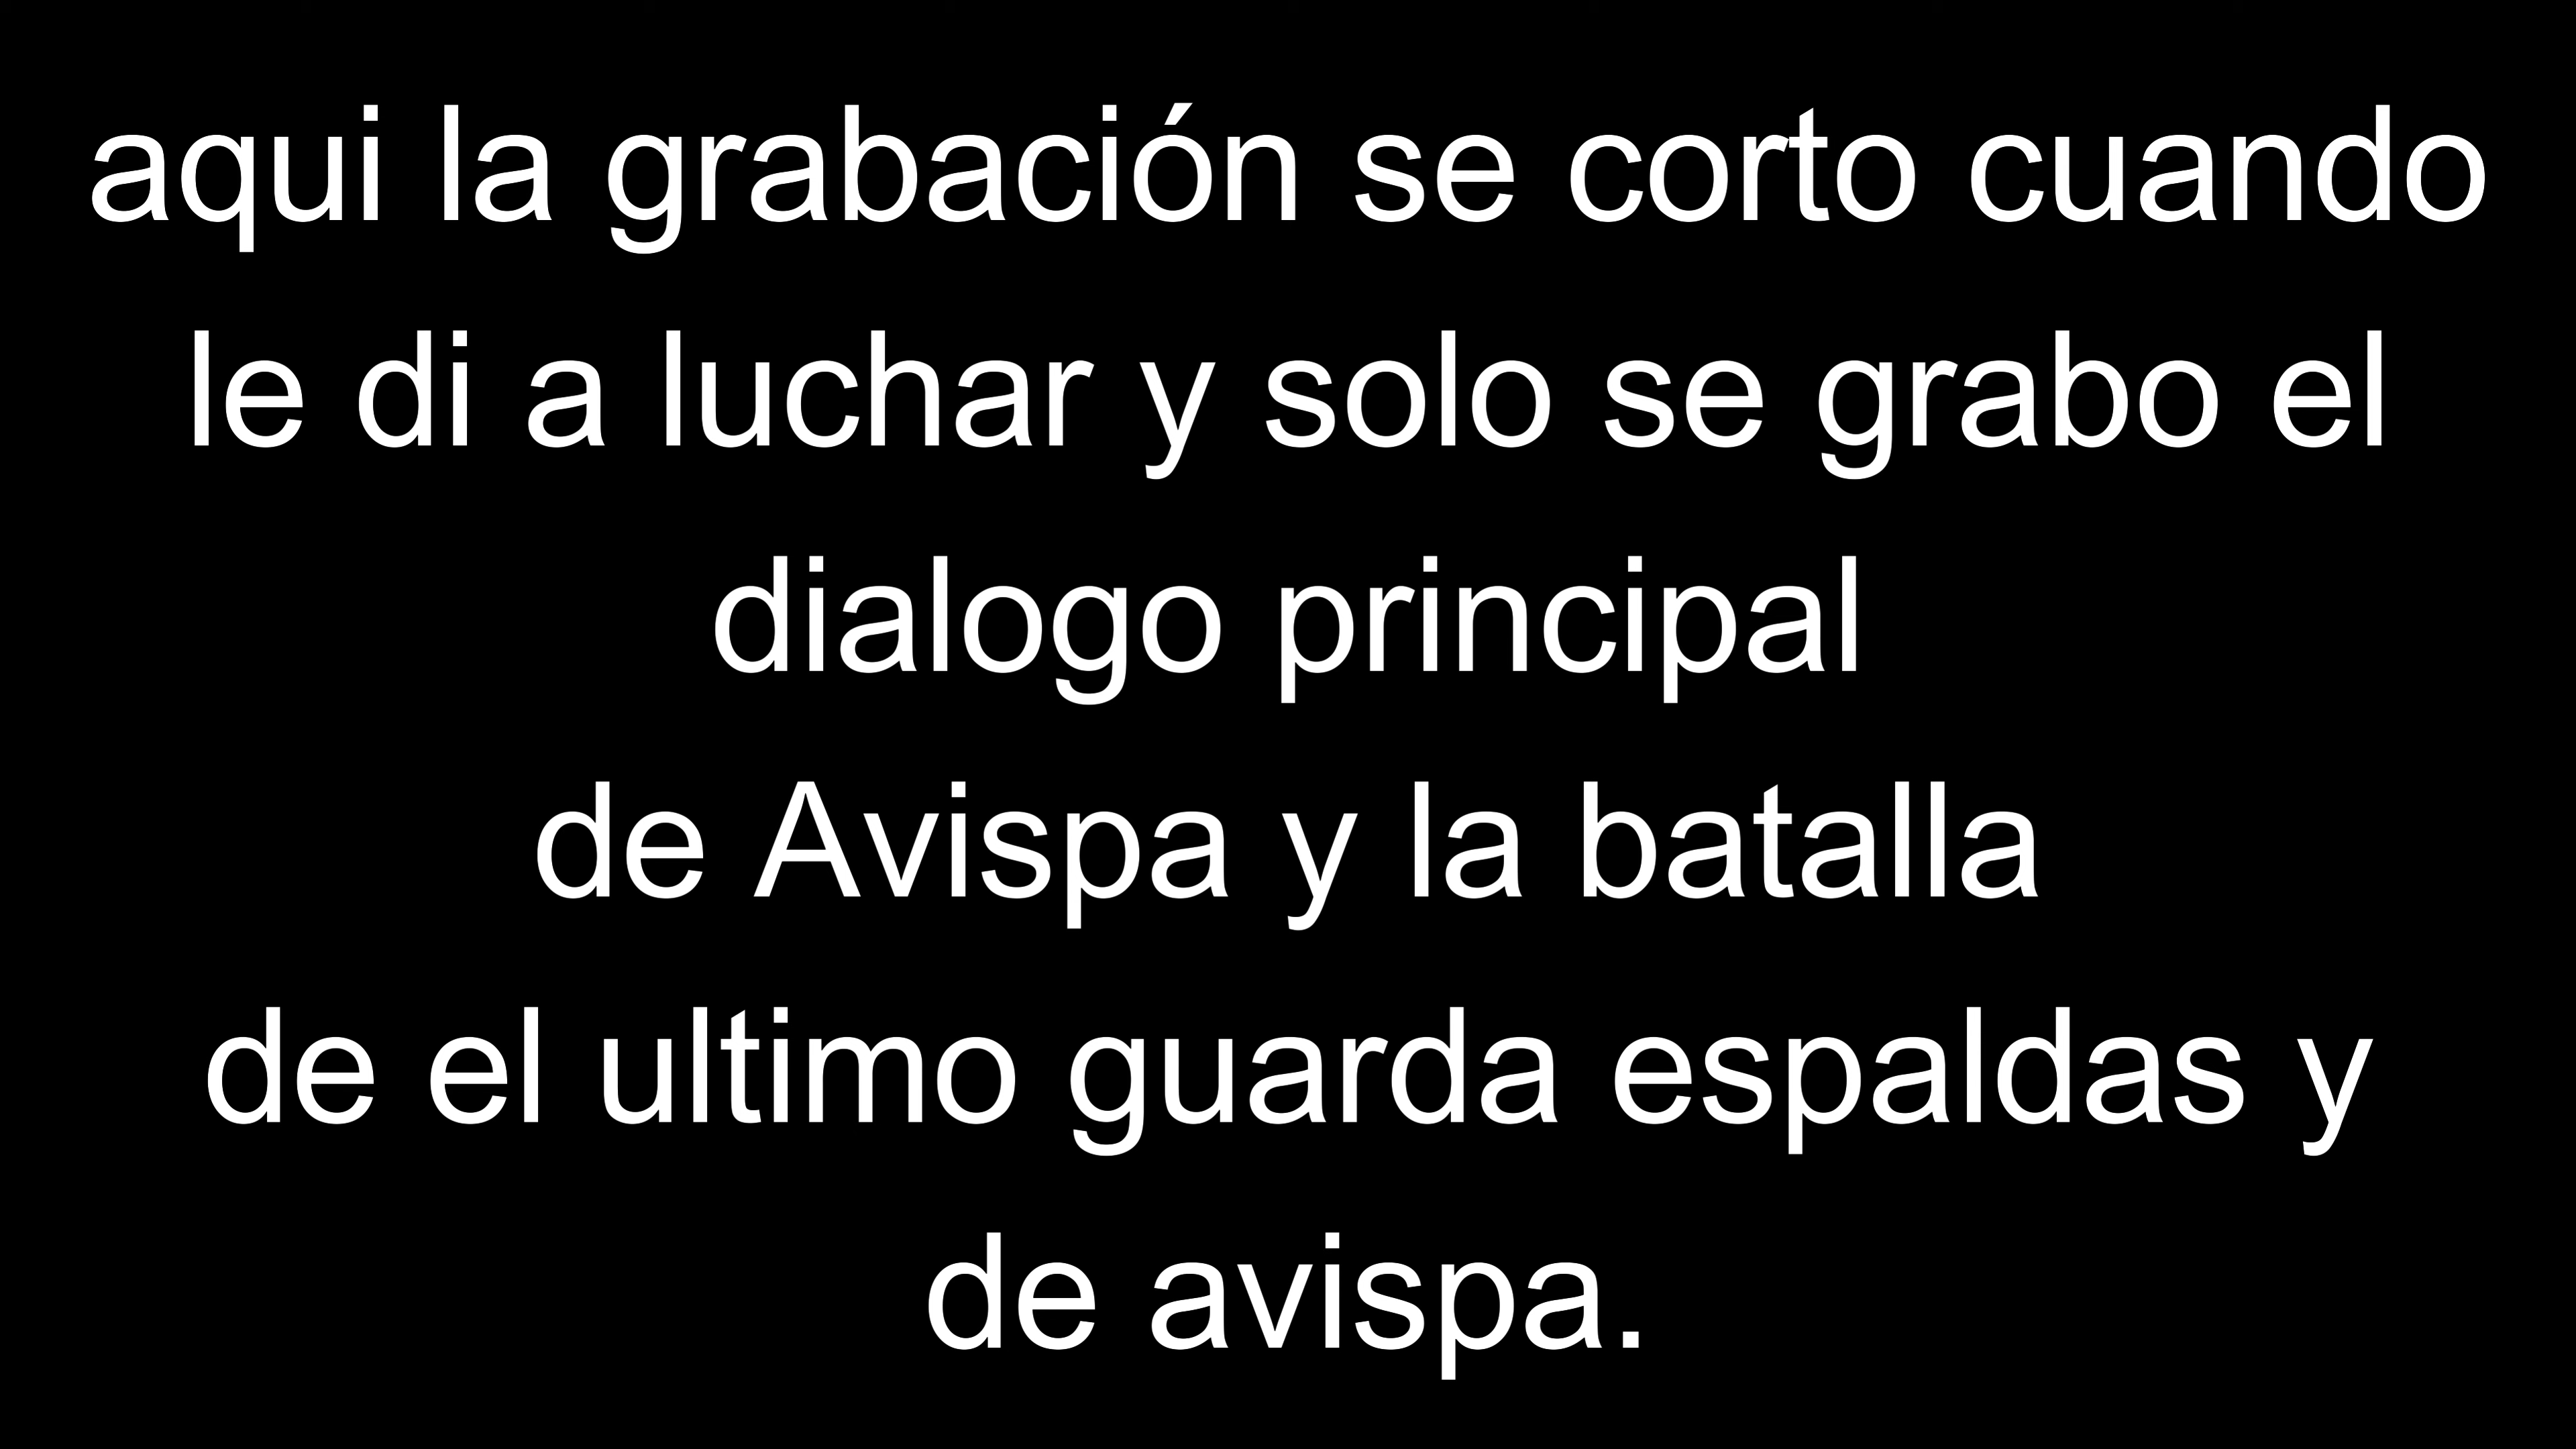 aqui la grabación se corto cuando
le di a luchar y solo se grabo el
dialogo principal
de Avispa y la batalla
de el ultimo guarda espaldas y
de avispa.